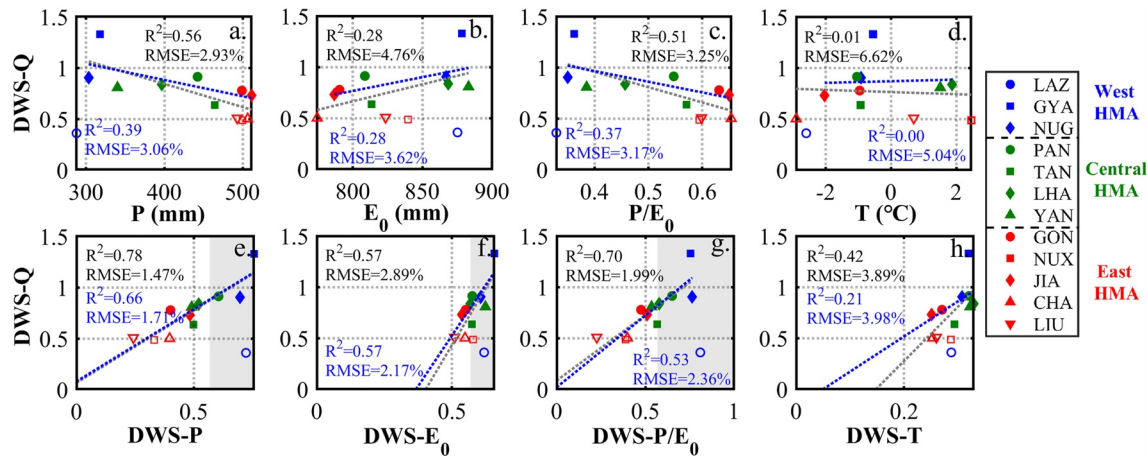 1.5
1
0.5
0
DWS-Q
a.
R²=0.56
RMSE=2.93%
R²=0.39
RMSE=3.06%
300 400 500
P (mm)
1.5
1
0.5
0
b.
R²=0.28
RMSE=4.76%
R²=0.28
RMSE=3.62%
800 850 900
E₀ (mm)
1.5
1
0.5
0
c.
R²=0.51
RMSE=3.25%
R²=0.37
RMSE=3.17%
0.4 0.5 0.6
P/E₀
1.5
1
0.5
0
d.
R²=0.01
RMSE=6.62%
R²=0.00
RMSE=5.04%
-2 0 2
T (°C)
1.5
1
0.5
0
DWS-Q
e.
R²=0.78
RMSE=1.47%
R²=0.66
RMSE=1.71%
0 0.5
DWS-P
1.5
1
0.5
0
f.
R²=0.57
RMSE=2.89%
R²=0.57
RMSE=2.17%
0 0.5
DWS-E₀
1.5
1
0.5
0
g.
R²=0.70
RMSE=1.99%
R²=0.53
RMSE=2.36%
0 0.5 1
DWS-P/E₀
1.5
1
0.5
0
h.
R²=0.42
RMSE=3.89%
R²=0.21
RMSE=3.98%
0 0.2
DWS-T
LAZ
GYA
NUG
PAN
TAN
LHA
YAN
GON
NUX
JIA
CHA
LIU
West
HMA
Central
HMA
East
HMA